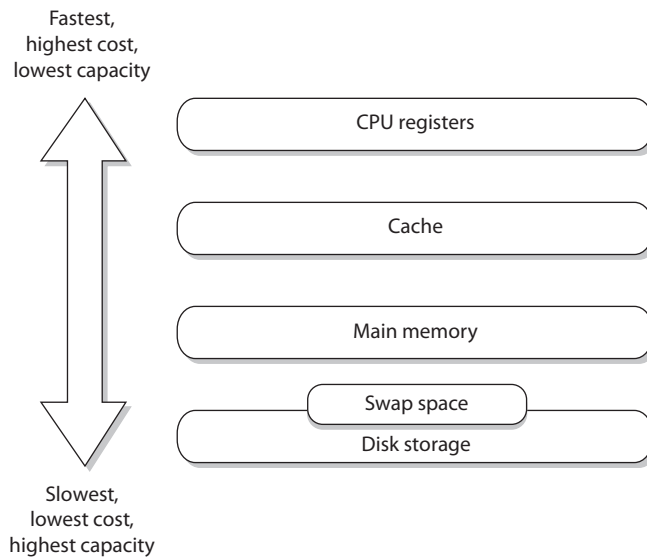 Fastest,
highest cost,
lowest capacity
CPU registers
Cache
Main memory
Swap space
Disk storage
Slowest,
lowest cost,
highest capacity